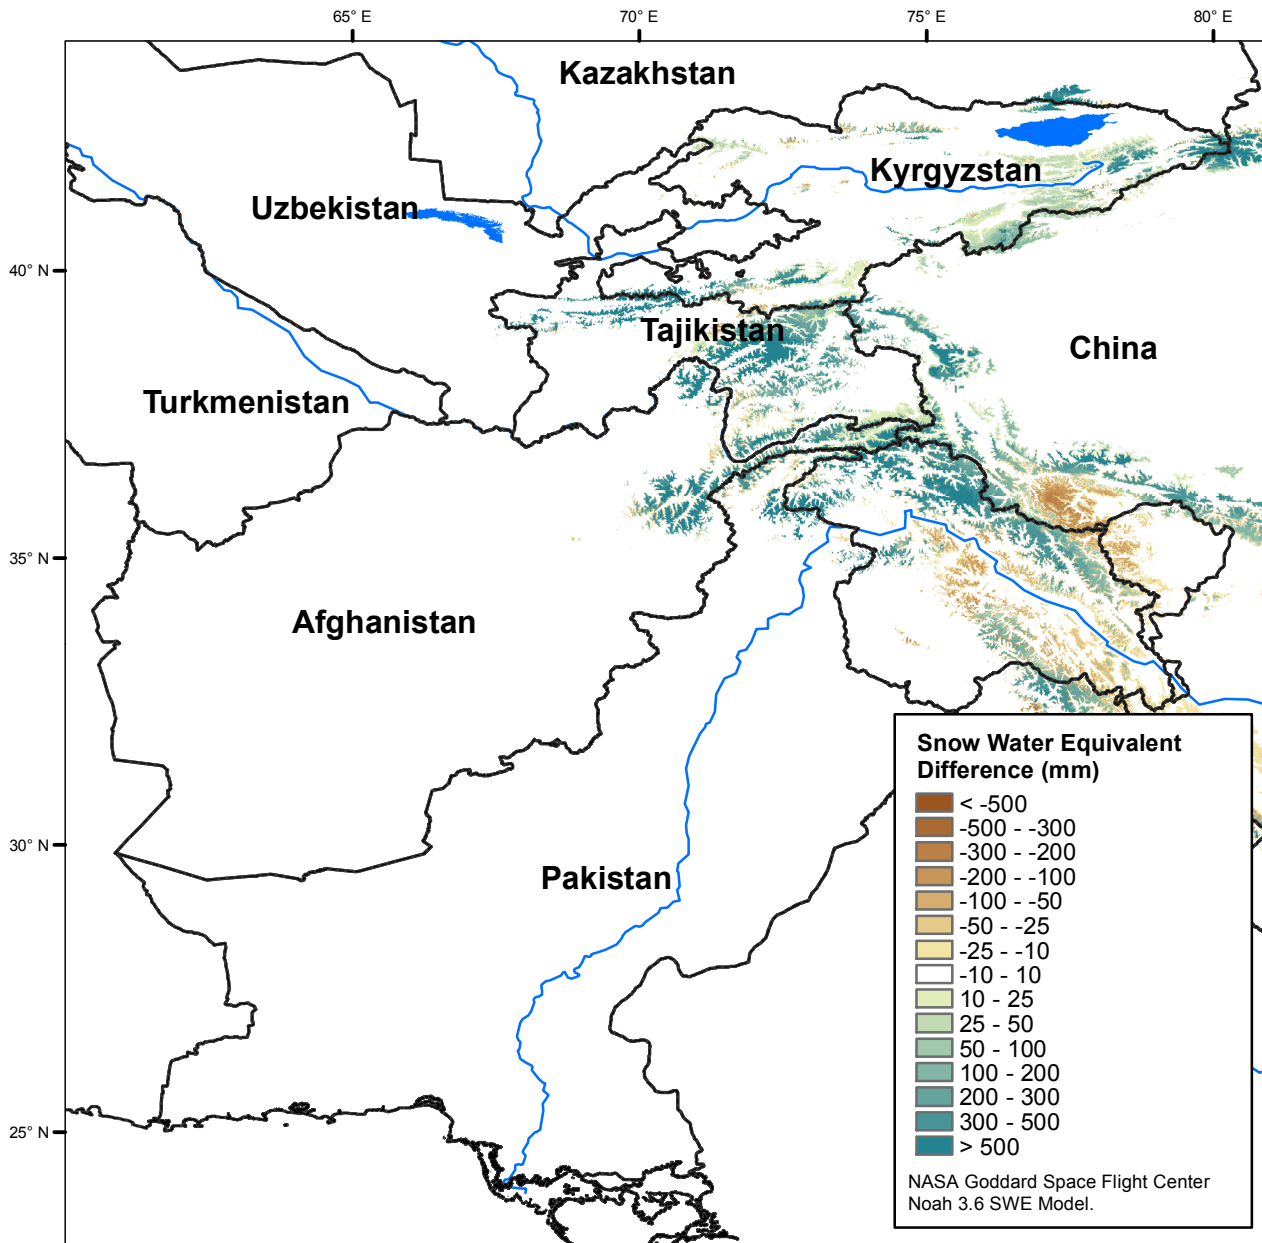 65° E
70° E
75° E
80° E
Kazakhstan
Kyrgyzstan
Uzbekistan
40° N
Tajikistan
China
Turkmenistan
35° N
Afghanistan
30° N
Pakistan
25° N
Snow Water Equivalent
Difference (mm)
< -500
-500 - -300
-300 - -200
-200 - -100
-100 - -50
-50 - -25
-25 - -10
-10 - 10
10 - 25
25 - 50
50 - 100
100 - 200
200 - 300
300 - 500
> 500
NASA Goddard Space Flight Center
Noah 3.6 SWE Model.